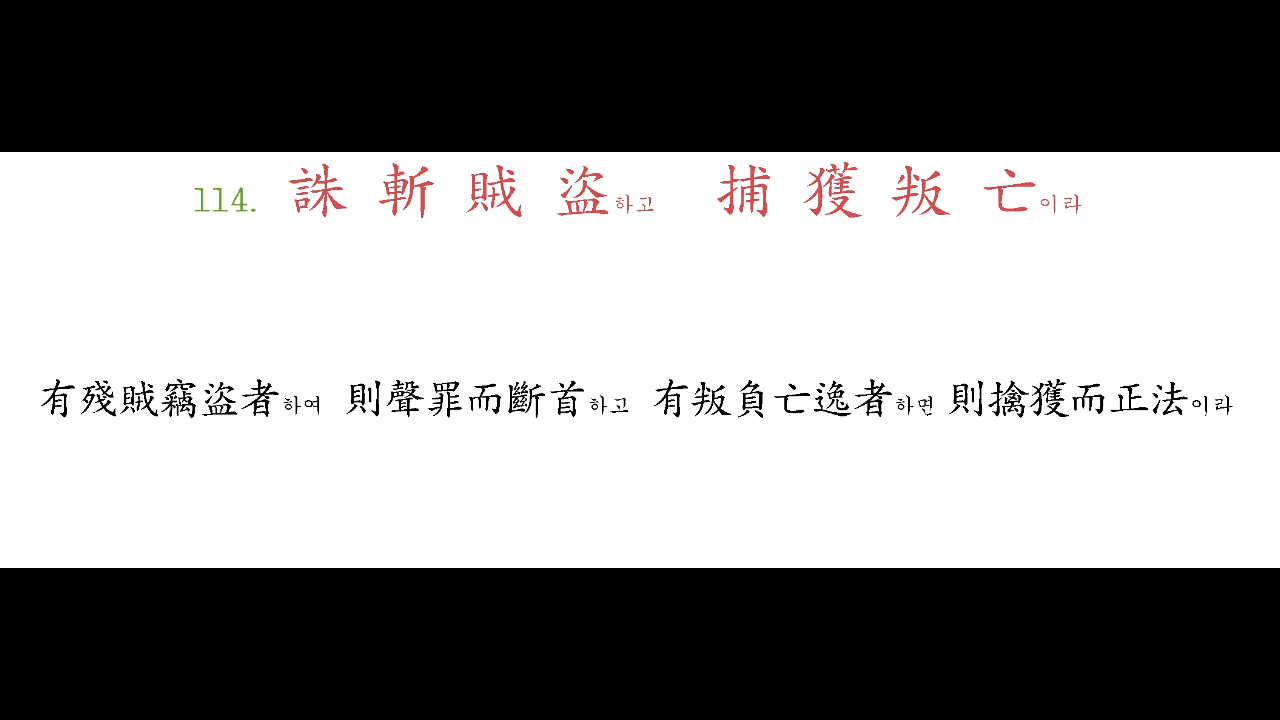 114. 誅 斬 賊 盜하고 捕 獲 叛 亡이라
有殘賊竊盜者하여 則聲罪而斷首하고 有叛負亡逸者하면 則擒獲而正法이라